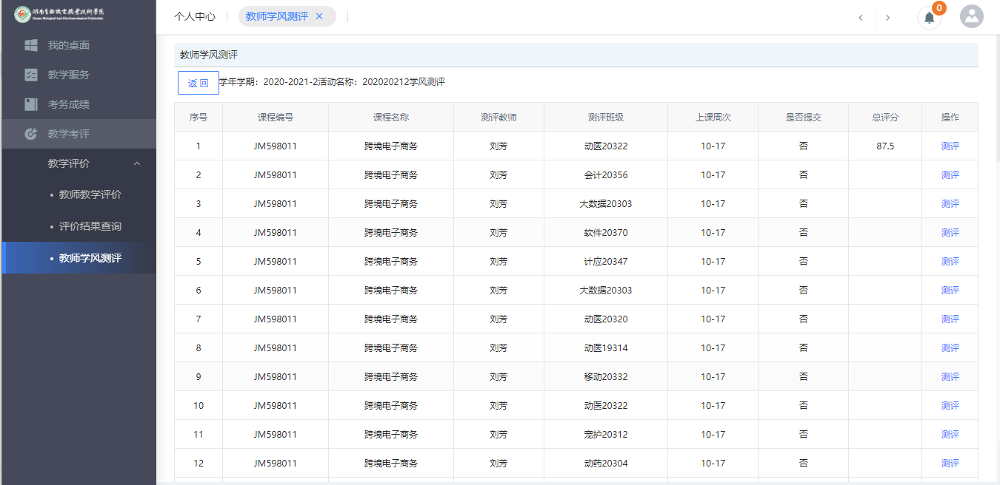 湖南生物机电职业技术学院
Hunan Biological And Electromechanical Polytechnic
个人中心
教师学风测评 ×
0
我的桌面
教学服务
考务成绩
教学考评
教学评价
• 教师教学评价
• 评价结果查询
• 教师学风测评
教师学风测评
返 回 学年学期：2020-2021-2活动名称：202020212学风测评
序号 课程编号 课程名称 测评教师 测评班级 上课周次 是否提交 总评分 操作
1 JM598011 跨境电子商务 刘芳 动医20322 10-17 否 87.5 测评
2 JM598011 跨境电子商务 刘芳 会计20356 10-17 否 测评
3 JM598011 跨境电子商务 刘芳 大数据20303 10-17 否 测评
4 JM598011 跨境电子商务 刘芳 软件20370 10-17 否 测评
5 JM598011 跨境电子商务 刘芳 计应20347 10-17 否 测评
6 JM598011 跨境电子商务 刘芳 大数据20303 10-17 否 测评
7 JM598011 跨境电子商务 刘芳 动医20320 10-17 否 测评
8 JM598011 跨境电子商务 刘芳 动医19314 10-17 否 测评
9 JM598011 跨境电子商务 刘芳 移动20332 10-17 否 测评
10 JM598011 跨境电子商务 刘芳 动医20322 10-17 否 测评
11 JM598011 跨境电子商务 刘芳 宠护20312 10-17 否 测评
12 JM598011 跨境电子商务 刘芳 动药20304 10-17 否 测评